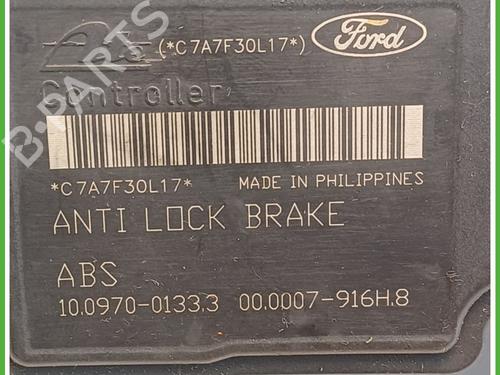 Ate (*C7A7F30L17*) Ford
Controller
B-PARTS
*C7A7F30L17* MADE IN PHILIPPINES
ANTI LOCK BRAKE
ABS
10.0970-0133.3 00.0007-916H.8